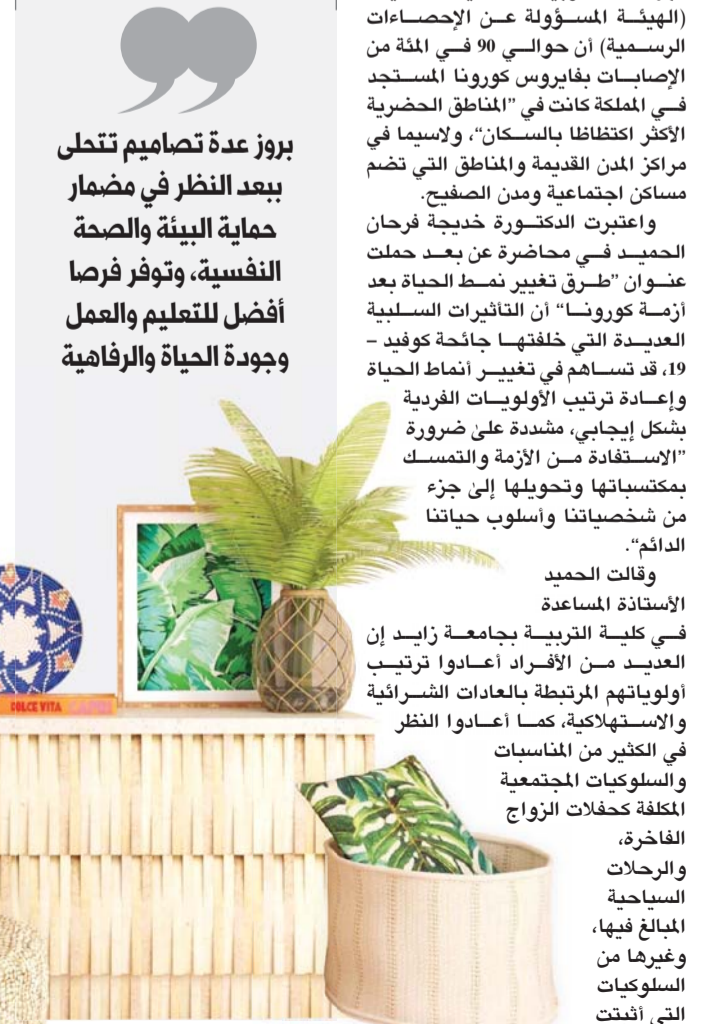 (الهيئة المسؤولة عن الإحصاءات
الرسمية) أن حوالي 90 في المئة من
الإصابات بفايروس كورونا المستجد
في المملكة كانت في ”المناطق الحضرية
الأكثر اكتظاظا بالسكان“، ولاسيما في
مراكز المدن القديمة والمناطق التي تضم
مساكن اجتماعية ومدن الصفيح.
واعتبرت الدكتورة خديجة فرحان
الحميد في محاضرة عن بعد حملت
عنوان ”طرق تغيير نمط الحياة بعد
أزمة كورونا“ أن التأثيرات السلبية
العديدة التي خلفتها جائحة كوفيد –
19، قد تساهم في تغيير أنماط الحياة
وإعادة ترتيب الأولويات الفردية
بشكل إيجابي، مشددة على ضرورة
”الاستفادة من الأزمة والتمسك
بمكتسباتها وتحويلها إلى جزء
من شخصياتنا وأسلوب حياتنا
الدائم“.
وقالت الحميد
الأستاذة المساعدة
في كلية التربية بجامعة زايد إن
العديد من الأفراد أعادوا ترتيب
أولوياتهم المرتبطة بالعادات الشرائية
والاستهلاكية، كما أعادوا النظر
في الكثير من المناسبات
والسلوكيات المجتمعية
المكلفة كحفلات الزواج
الفاخرة،
والرحلات
السياحية
المبالغ فيها،
وغيرها من
السلوكيات
التي أثبتت
بروز عدة تصاميم تتحلى
ببعد النظر في مضمار
حماية البيئة والصحة
النفسية، وتوفر فرصا
أفضل للتعليم والعمل
وجودة الحياة والرفاهية
DOLCE VITA CAPRI